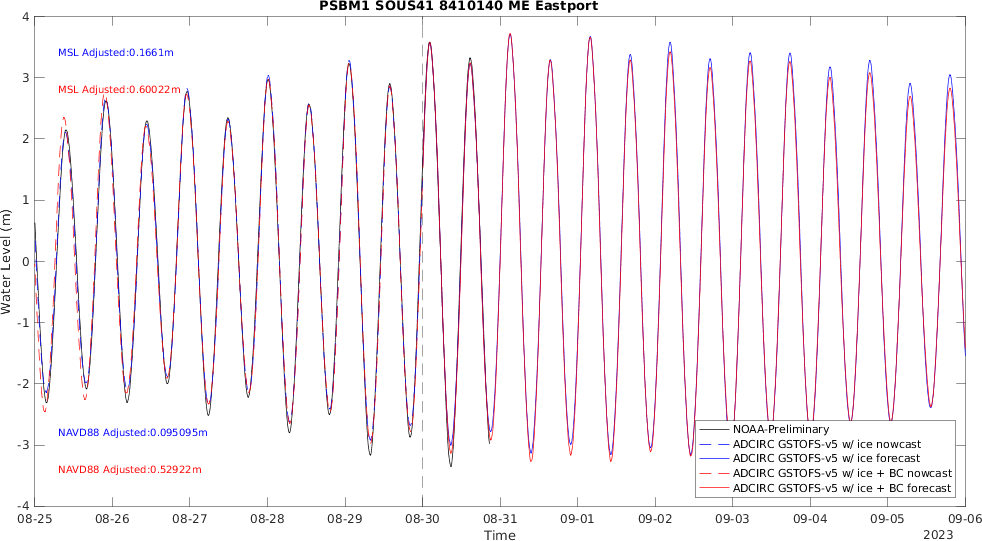 PSBM1 SOUS41 8410140 ME Eastport
MSL Adjusted:0.1661m
MSL Adjusted:0.60022m
NAVD88 Adjusted:0.095095m
NAVD88 Adjusted:0.52922m
Water Level (m)
4
3
2
1
0
-1
-2
-3
-4
NOAA-Preliminary
ADCIRC GSTOFS-v5 w/ ice nowcast
ADCIRC GSTOFS-v5 w/ ice forecast
ADCIRC GSTOFS-v5 w/ ice + BC nowcast
ADCIRC GSTOFS-v5 w/ ice + BC forecast
08-25 08-26 08-27 08-28 08-29 08-30 08-31 09-01 09-02 09-03 09-04 09-05 09-06
Time
2023